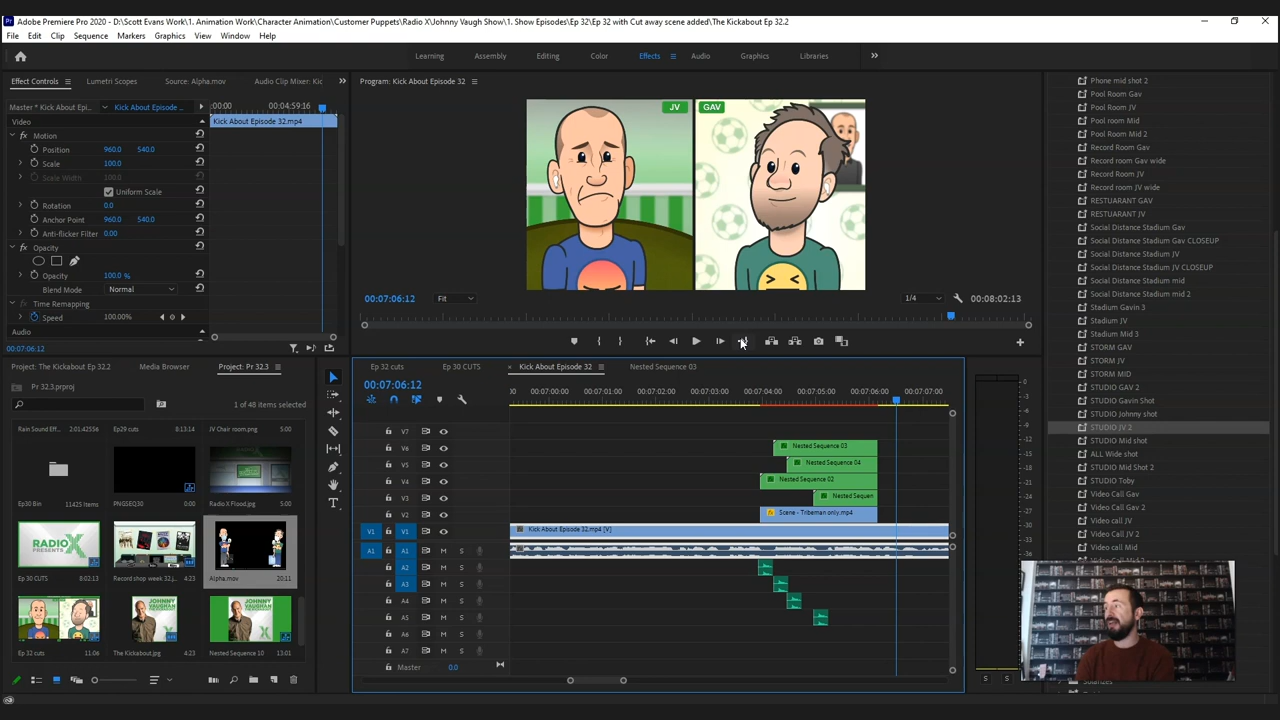 Adobe Premiere Pro 2020 - D:\Scott Evans Work\1. Animation Work\Character Animation\Customer Puppets\Radio X\Johnny Vaugh Show\1. Show Episodes\Ep 32\Ep 32 with Cut away scene added\The Kickabout Ep 32.2
File Edit Clip Sequence Markers Graphics View Window Help
Learning Assembly Editing Color Effects Audio Graphics Libraries
Effect Controls Lumetri Scopes Source: Alpha.mov Audio Clip Mixer: Kic
Program: Kick About Episode 32
Master * Kick About Epi... Kick About Episode ... :00:00 00:04:59:16
Video Kick About Episode 32.mp4
Motion
Position 960.0 540.0
Scale 100.0
Scale Width 100.0
Uniform Scale
Rotation 0.0
Anchor Point 960.0 540.0
Anti-flicker Filter 0.00
Opacity
Opacity 100.0 %
Blend Mode Normal
Time Remapping
Speed 100.00%
Audio
00:07:06:12
JV
GAV
00:07:06:12 Fit 1/4 00:08:02:13
Project: The Kickabout Ep 32.2 Media Browser Project: Pr 32.3
Pr 32.3.prproj
1 of 48 items selected
Rain Sound Eff... 2:01.42556
Ep29 cuts 8:13:14
JV Chair room.png 5:00
Ep30 Bin 11425 Items
PNGSEQ30 0:00
Radio X Flood.jpg 5:00
RADIO X
PRESENTS
Ep 30 CUTS 8:02:13
Record shop week 32.j... 4:23
Alpha.mov 20:11
JOHNNY
VAUGHAN
Ep 32 cuts 11:06
The Kickabout.jpg 4:23
Nested Sequence 10 13:01
Ep 32 cuts Ep 30 CUTS Kick About Episode 32 Nested Sequence 03
00:07:06:12
:00 00:07:00:00 00:07:01:00 00:07:02:00 00:07:03:00 00:07:04:00 00:07:05:00 00:07:06:00 00:07:07:00
V7
V6 Nested Sequence 03
V5 Nested Sequence 04
V4 Nested Sequence 02
V3 Nested Sequen
V2 Scene - Tribeman only.mp4
V1 V1 Kick About Episode 32.mp4 [V]
A1 A1 M S
A2 M S
A3 M S
A4 M S
A5 M S
A6 M S
A7 M S
Master 0.0
0
-6
-12
-18
-24
-30
-36
S S
Phone mid shot 2
Pool Room Gav
Pool Room JV
Pool room Mid
Pool Room Mid 2
Record Room Gav
Record room Gav wide
Record Room JV
Record room JV wide
RESTUARANT GAV
RESTUARANT JV
Social Distance Stadium Gav
Social Distance Stadium Gav CLOSEUP
Social Distance Stadium JV
Social Distance Stadium JV CLOSEUP
Social Distance Stadium mid
Social Distance Stadium mid 2
Stadium Gavin 3
Stadium JV
Stadium Mid 3
STORM GAV
STORM JV
STORM MID
STUDIO GAV 2
STUDIO Gavin Shot
STUDIO Johnny shot
STUDIO JV 2
STUDIO Mid shot
ALL Wide shot
STUDIO Mid Shot 2
STUDIO Toby
Video Call Gav
Video Call Gav 2
Video call JV
Video Call JV 2
Video call Mid